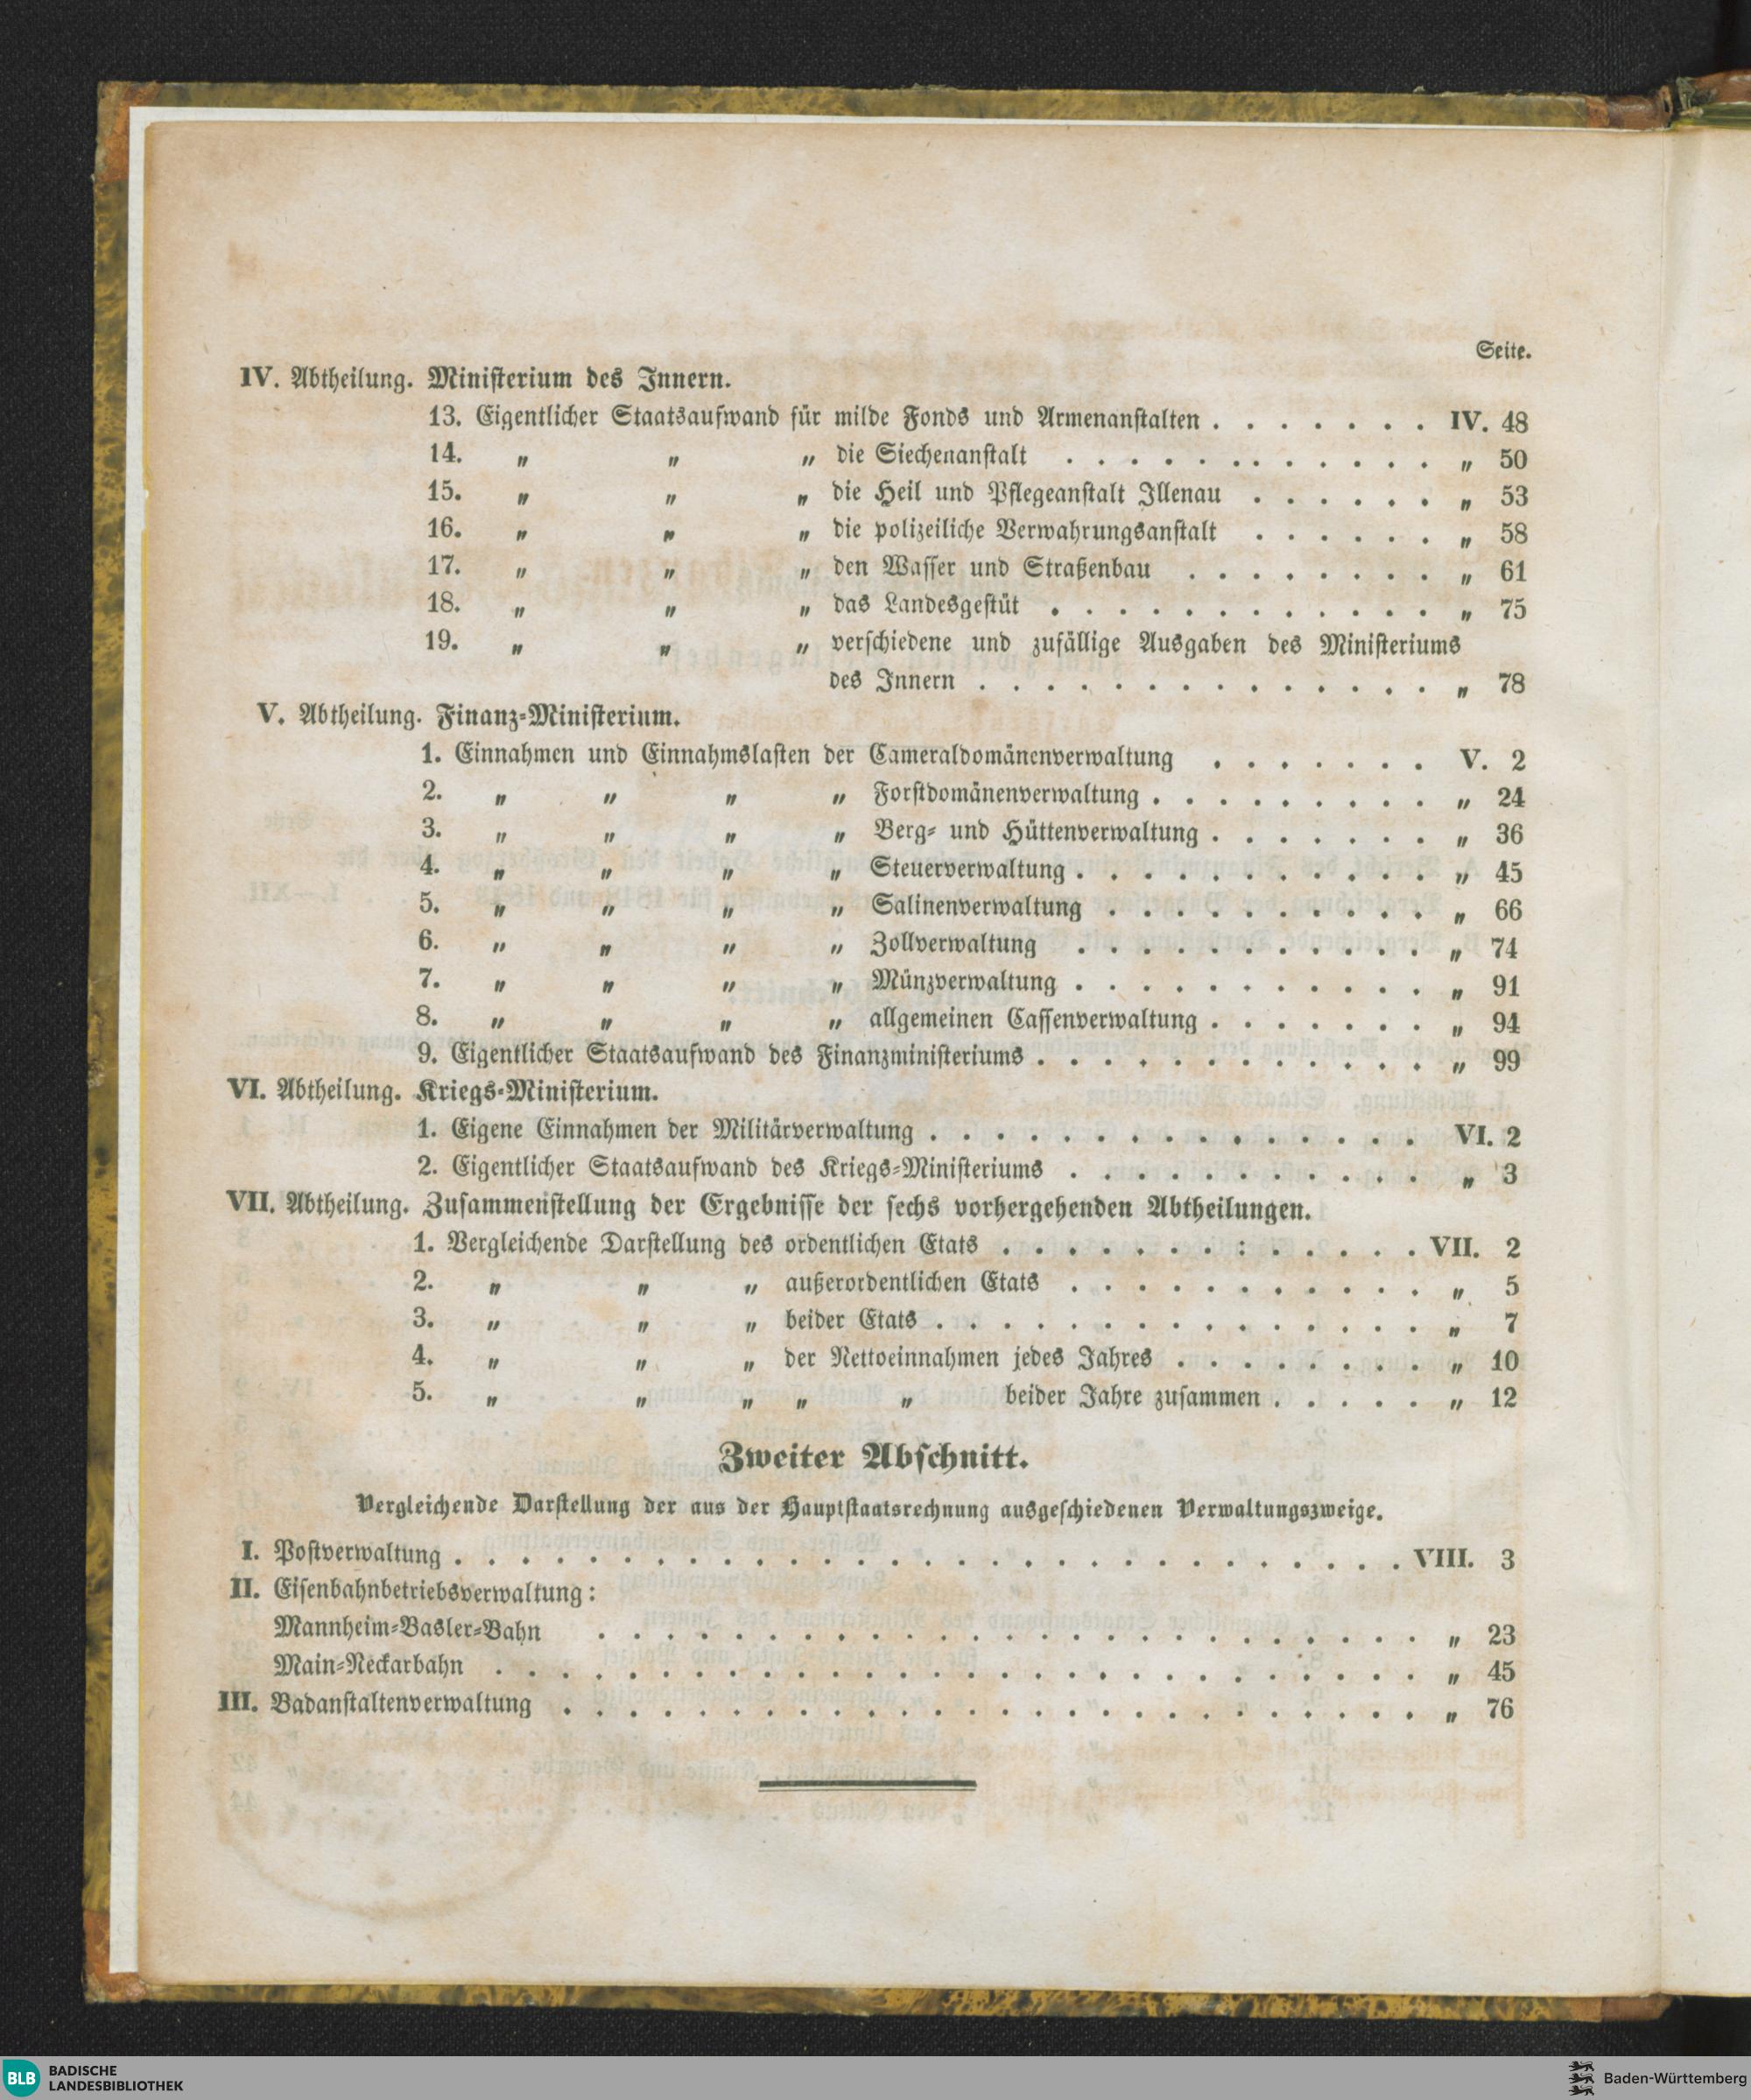 Seite.
IV. Abtheilung. Ministerium des Innern.
13. Eigentlicher Staatsaufwand für milde Fonds und Armenanstalten . . . . . . . IV. 48
14. „ „ „ die Siechenanstalt . . . . . . . . . . . . „ 50
15. „ „ „ die Heil und Pflegeanstalt Illenau . . . . . . „ 53
16. „ „ „ die polizeiliche Verwahrungsanstalt . . . . . . „ 58
17. „ „ „ den Wasser und Straßenbau . . . . . . . . „ 61
18. „ „ „ das Landesgestüt . . . . . . . . . . . . „ 75
19. „ „ „ verschiedene und zufällige Ausgaben des Ministeriums
des Innern . . . . . . . . . . . . . . „ 78
V. Abtheilung. Finanz-Ministerium.
1. Einnahmen und Einnahmslasten der Cameraldomänenverwaltung . . . . . . . V. 2
2. „ „ „ „ Forstdomänenverwaltung . . . . . . . . . „ 24
3. „ „ „ „ Berg- und Hüttenverwaltung . . . . . . . „ 36
4. „ „ „ „ Steuerverwaltung . . . . . . . . . . . „ 45
5. „ „ „ „ Salinenverwaltung . . . . . . . . . . „ 66
6. „ „ „ „ Zollverwaltung . . . . . . . . . . . „ 74
7. „ „ „ „ Münzverwaltung . . . . . . . . . . . „ 91
8. „ „ „ „ allgemeinen Cassenverwaltung . . . . . . . „ 94
9. Eigentlicher Staatsaufwand des Finanzministeriums . . . . . . . . . . . . „ 99
VI. Abtheilung. Kriegs-Ministerium.
1. Eigene Einnahmen der Militärverwaltung . . . . . . . . . . . . . . . VI. 2
2. Eigentlicher Staatsaufwand des Kriegs-Ministeriums . . . . . . . . . . . „ 3
VII. Abtheilung. Zusammenstellung der Ergebnisse der sechs vorhergehenden Abtheilungen.
1. Vergleichende Darstellung des ordentlichen Etats . . . . . . . : . . . . . VII. 2
2. „ „ „ außerordentlichen Etats . . . . . . . . . . . „ 5
3. „ „ „ beider Etats . . . . . . . . . . . . . . . „ 7
4. „ „ „ der Nettoeinnahmen jedes Jahres . . . . . . . . „ 10
5. „ „ „ „ „ beider Jahre zusammen . . . . . „ 12
Zweiter Abschnitt.
Vergleichende Darstellung der aus der Hauptstaatsrechnung ausgeschiedenen Verwaltungszweige.
I. Postverwaltung . . . . . . . . . . . . . . . . . . . . . . . . . . . . VIII. 3
II. Eisenbahnbetriebsverwaltung:
Mannheim-Basler-Bahn . . . . . . . . . . . . . . . . . . . . . . . . . „ 23
Main-Neckarbahn . . . . . . . . . . . . . . . . . . . . . . . . . . . . „ 45
III. Badanstaltenverwaltung . . . . . . . . . . . . . . . . . . . . . . . . . . „ 76
BLB BADISCHE
LANDESBIBLIOTHEK
Baden-Württemberg